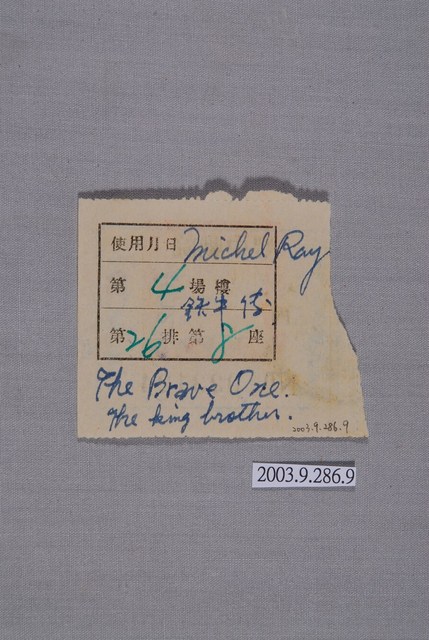 使用月日 Michel Ray
第 4 場樓
鉄牛傳
第 26 排 第 8 座
The Brave One.
The king brother.
2003.9.286.9
2003.9.286.9